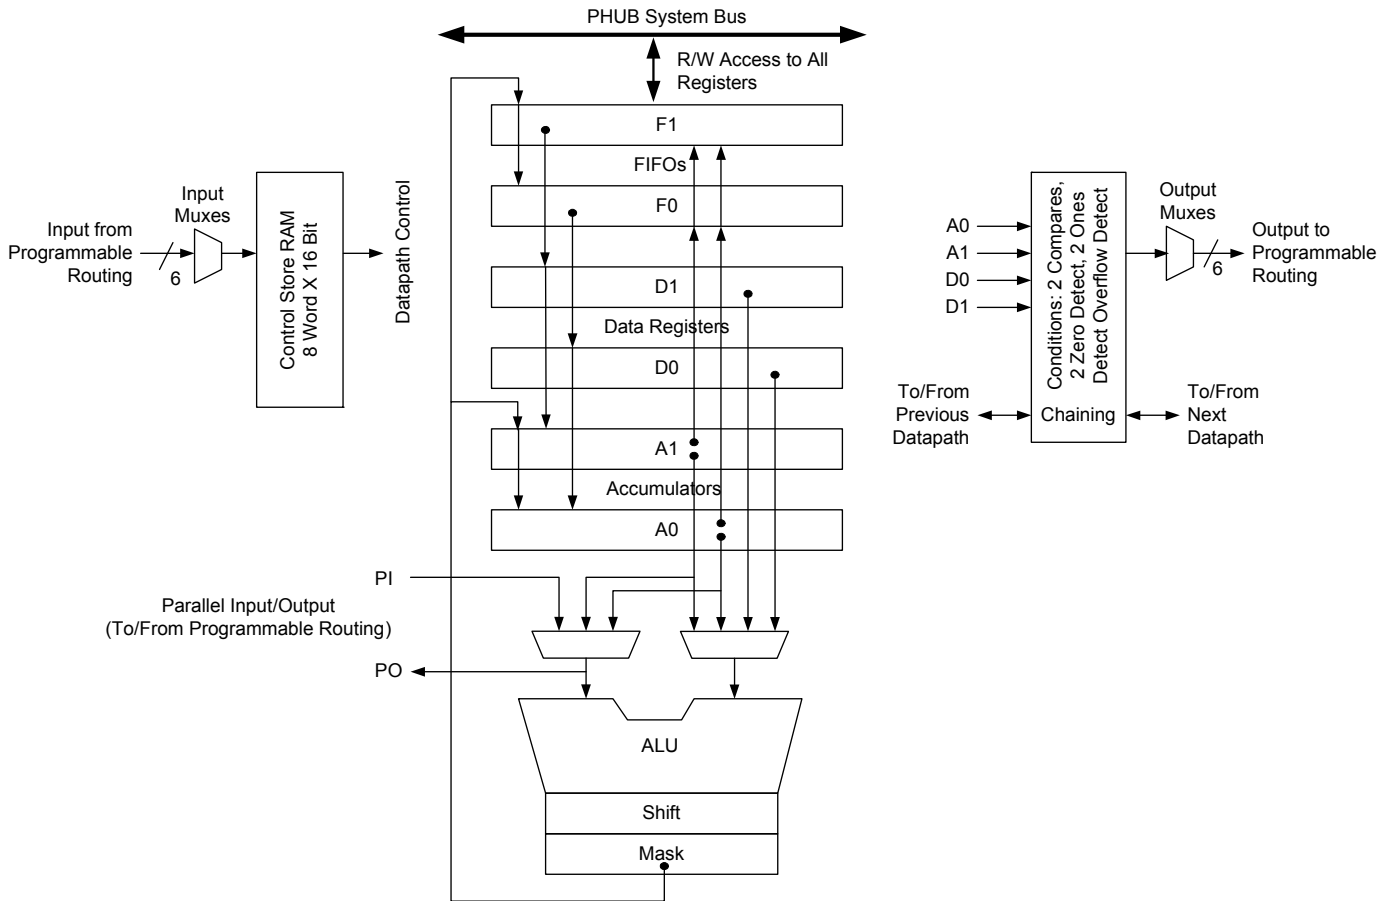 PHUB System Bus
R/W Access to All
Registers
F1
FIFOs
F0
D1
Data Registers
D0
A1
Accumulators
A0
Input from
Programmable
Routing
6
Input
Muxes
Control Store RAM
8 Word X 16 Bit
Datapath Control
PI
Parallel Input/Output
(To/From Programmable Routing)
PO
ALU
Shift
Mask
A0
A1
D0
D1
Conditions: 2 Compares,
2 Zero Detect, 2 Ones
Detect Overflow Detect
Chaining
To/From
Previous
Datapath
To/From
Next
Datapath
Output
Muxes
6
Output to
Programmable
Routing